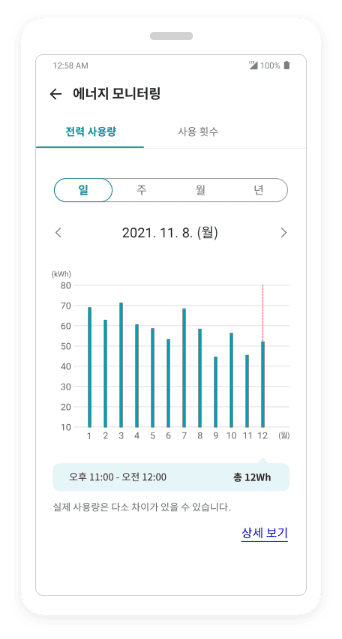 12:58 AM 100%
에너지 모니터링
전력 사용량 사용 횟수
일 주 월 년
2021. 11. 8. (월)
(kWh)
80
70
60
50
40
30
20
10
1 2 3 4 5 6 7 8 9 10 11 12 (월)
오후 11:00 - 오전 12:00 총 12Wh
실제 사용량은 다소 차이가 있을 수 있습니다.
상세 보기